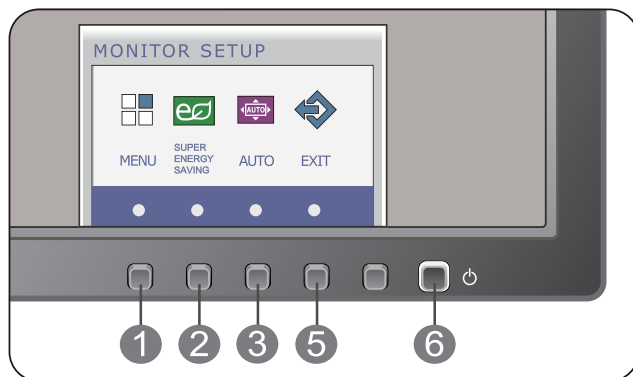 MONITOR SETUP
AUTO
MENU
SUPER
ENERGY
SAVING
AUTO
EXIT
1 2 3 5 6